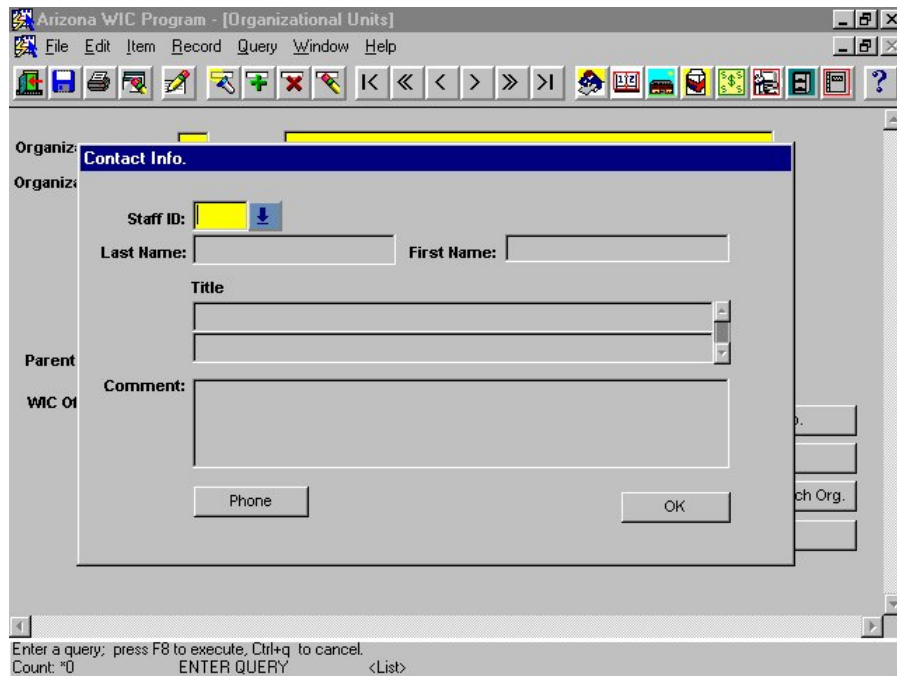 Arizona WIC Program - [Organizational Units]
File Edit Item Record Query Window Help
Organiz
Contact Info.
Organiza
Staff ID:
Last Name:
First Name:
Title
Parent
Comment:
WIC Of
o.
Phone
OK
ch Org.
Enter a query; press F8 to execute, Ctrl+q to cancel.
Count: *0 ENTER QUERY <List>